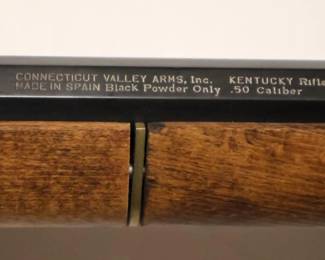 CONNECTICUT VALLEY ARMS, Inc. KENTUCKY Rifle
MADE IN SPAIN Black Powder Only .50 Caliber